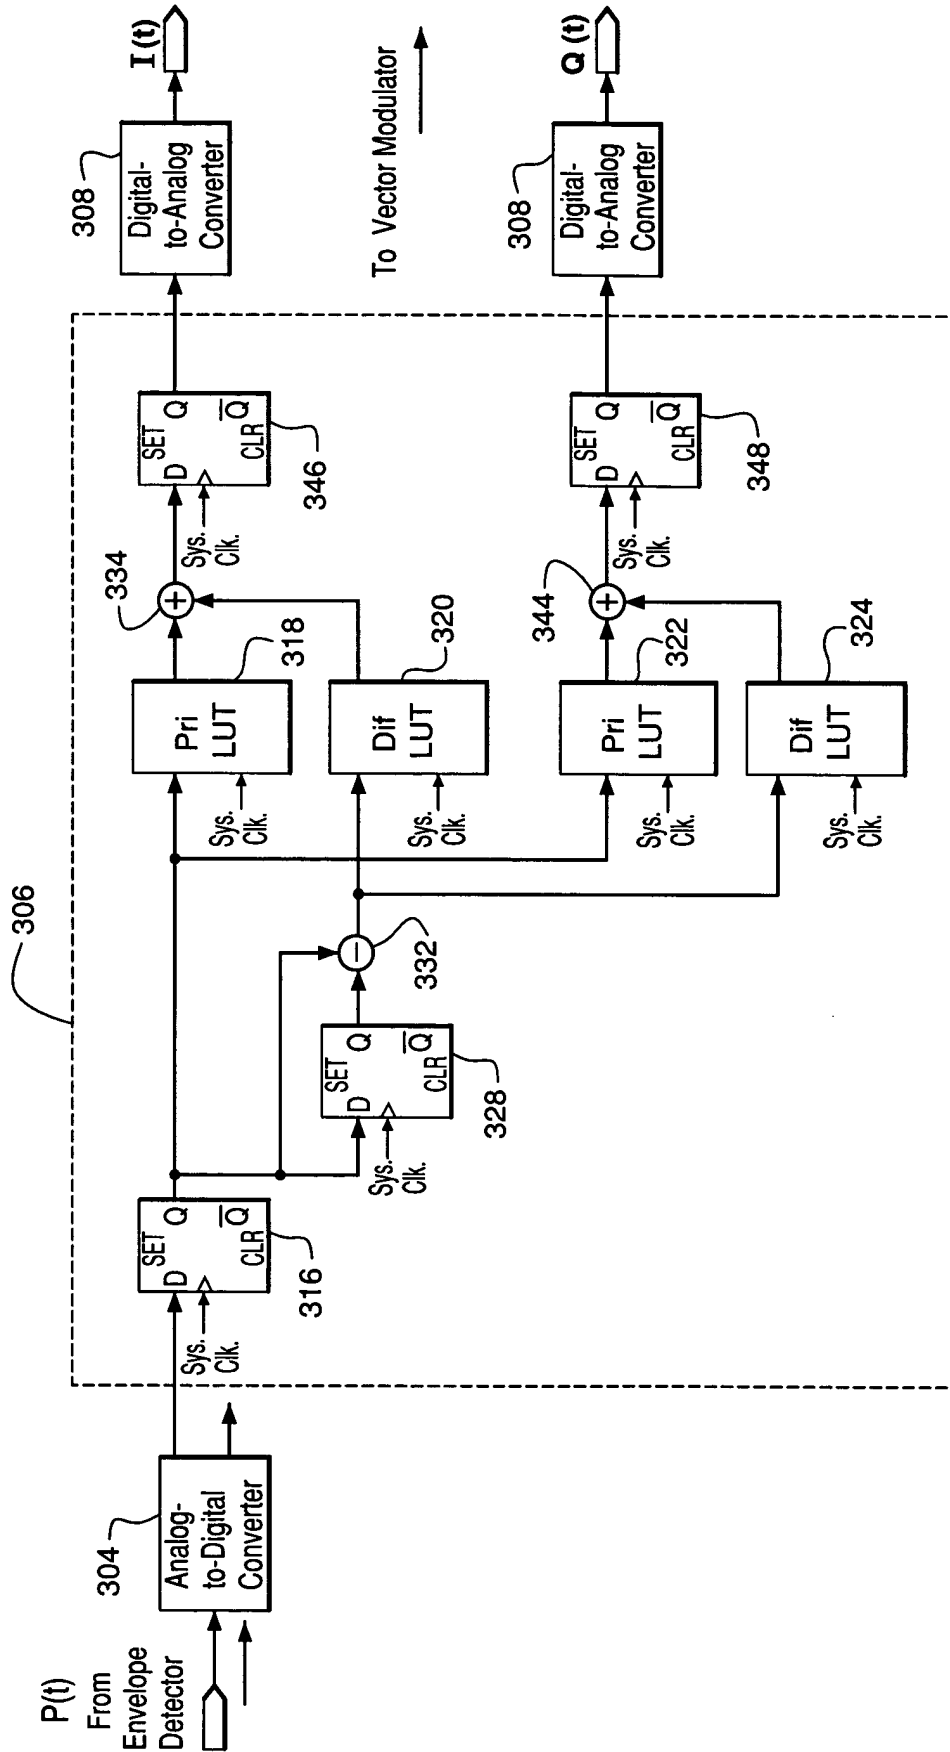 P(t)
From
Envelope
Detector
304
Analog-
to-Digital
Converter
306
SET
D Q
Q
CLR
Sys.
Clk.
316
SET
D Q
Q
CLR
Sys.
Clk.
328
−
332
Pri
LUT
Sys.
Clk.
318
Dif
LUT
Sys.
Clk.
320
Pri
LUT
Sys.
Clk.
322
Dif
LUT
Sys.
Clk.
324
+
334
+
344
SET
D Q
Q
CLR
Sys.
Clk.
346
SET
D Q
Q
CLR
Sys.
Clk.
348
308
Digital-
to-Analog
Converter
I (t)
To Vector Modulator
308
Digital-
to-Analog
Converter
Q (t)